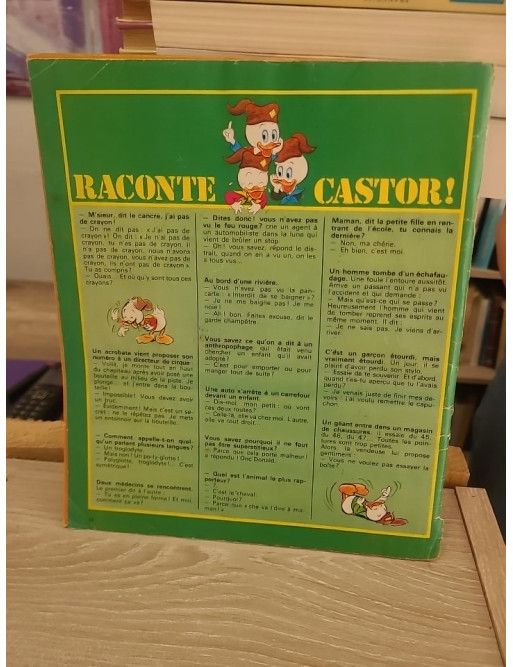 RACONTE CASTOR!
— M'sieur, dit le cancre, j'ai pas
de crayon!
— On ne dit pas : « J'ai pas de
crayon »! On dit : « Je n'ai pas de
crayon, tu n'as pas de crayon, il
n'a pas de crayon, nous n'avons
pas de crayon, vous n'avez pas de
crayon, ils n'ont pas de crayon ».
Tu as compris?
— Ouais... Et où qu'y sont tous ces
crayons?
Un acrobate vient proposer son
numéro à un directeur de cirque:
— Voilà, je monte tout en haut
du chapiteau après avoir posé une
bouteille au milieu de la piste. Je
plonge... et j'entre dans la bou-
teille!
— Impossible! Vous devez avoir
un truc.
— Évidemment! Mais c'est un se-
cret : ne le répétez pas. Je mets
un entonnoir sur la bouteille.
— Comment appelle-t-on quel-
qu'un parlant plusieurs langues?
— Un troglodyte.
— Mais non! Un polyglotte!
— Polyglotte, troglodyte!... C'est
synonyme!
Deux médecins se rencontrent.
Le premier dit à l'autre :
— Tu es en pleine forme! Et moi,
comment ça va?
— Dites donc! vous n'avez pas
vu le feu rouge? crie un agent à
un automobiliste dans la lune qui
vient de brûler un stop.
— Oh! vous savez, répond le dis-
trait, quand on a vu un, on les
a tous vus...
Au bord d'une rivière.
— Vous n'avez pas vu la pan-
carte : « Interdit de se baigner »?
— Je ne me baigne pas! Je me
noie!
— Ah! bon. Faites excuse, dit le
garde champêtre.
Vous savez ce qu'on a dit à un
anthropophage qui était venu
chercher un enfant qu'il avait
adopté?
— C'est pour emporter ou pour
manger tout de suite?
Une auto s'arrête à un carrefour
devant un enfant.
— Dis-moi, mon petit, où vont
ces deux routes?
— Celle-là, elle va chez moi. L'autre,
elle va tout droit.
Vous savez pourquoi il ne faut
pas être superstitieux?
— Parce que cela porte malheur!
a répondu l'Onc'Donald.
— Quel est l'animal le plus rap-
porteur?
— ?
— C'est le cheval!
— Pourquoi?
— Parce que « che va l'dire à ma-
man! »
Maman, dit la petite fille en ren-
trant de l'école, tu connais la
dernière?
— Non, ma chérie.
— Eh bien, c'est moi.
Un homme tombe d'un échafau-
dage. Une foule l'entoure aussitôt.
Arrive un passant qui n'a pas vu
l'accident et qui demande :
— Mais qu'est-ce qui se passe?
Heureusement l'homme qui vient
de tomber reprend ses esprits au
même moment. Il dit :
— Je ne sais pas. Je viens d'ar-
river.
C'est un garçon étourdi, mais
vraiment étourdi. Un jour, il se
plaint d'avoir perdu son stylo.
— Essaie de te souvenir. Et d'abord,
quand t'es-tu aperçu que tu l'avais
perdu?
— Je venais juste de finir mes de-
voirs : j'ai voulu remettre le capu-
chon.
Un géant entre dans un magasin
de chaussures. Il essaie du 45,
du 46, du 47... Toutes les poin-
tures sont trop petites.
Alors, la vendeuse lui propose
gentiment :
— Vous ne voulez pas essayer la
boîte?